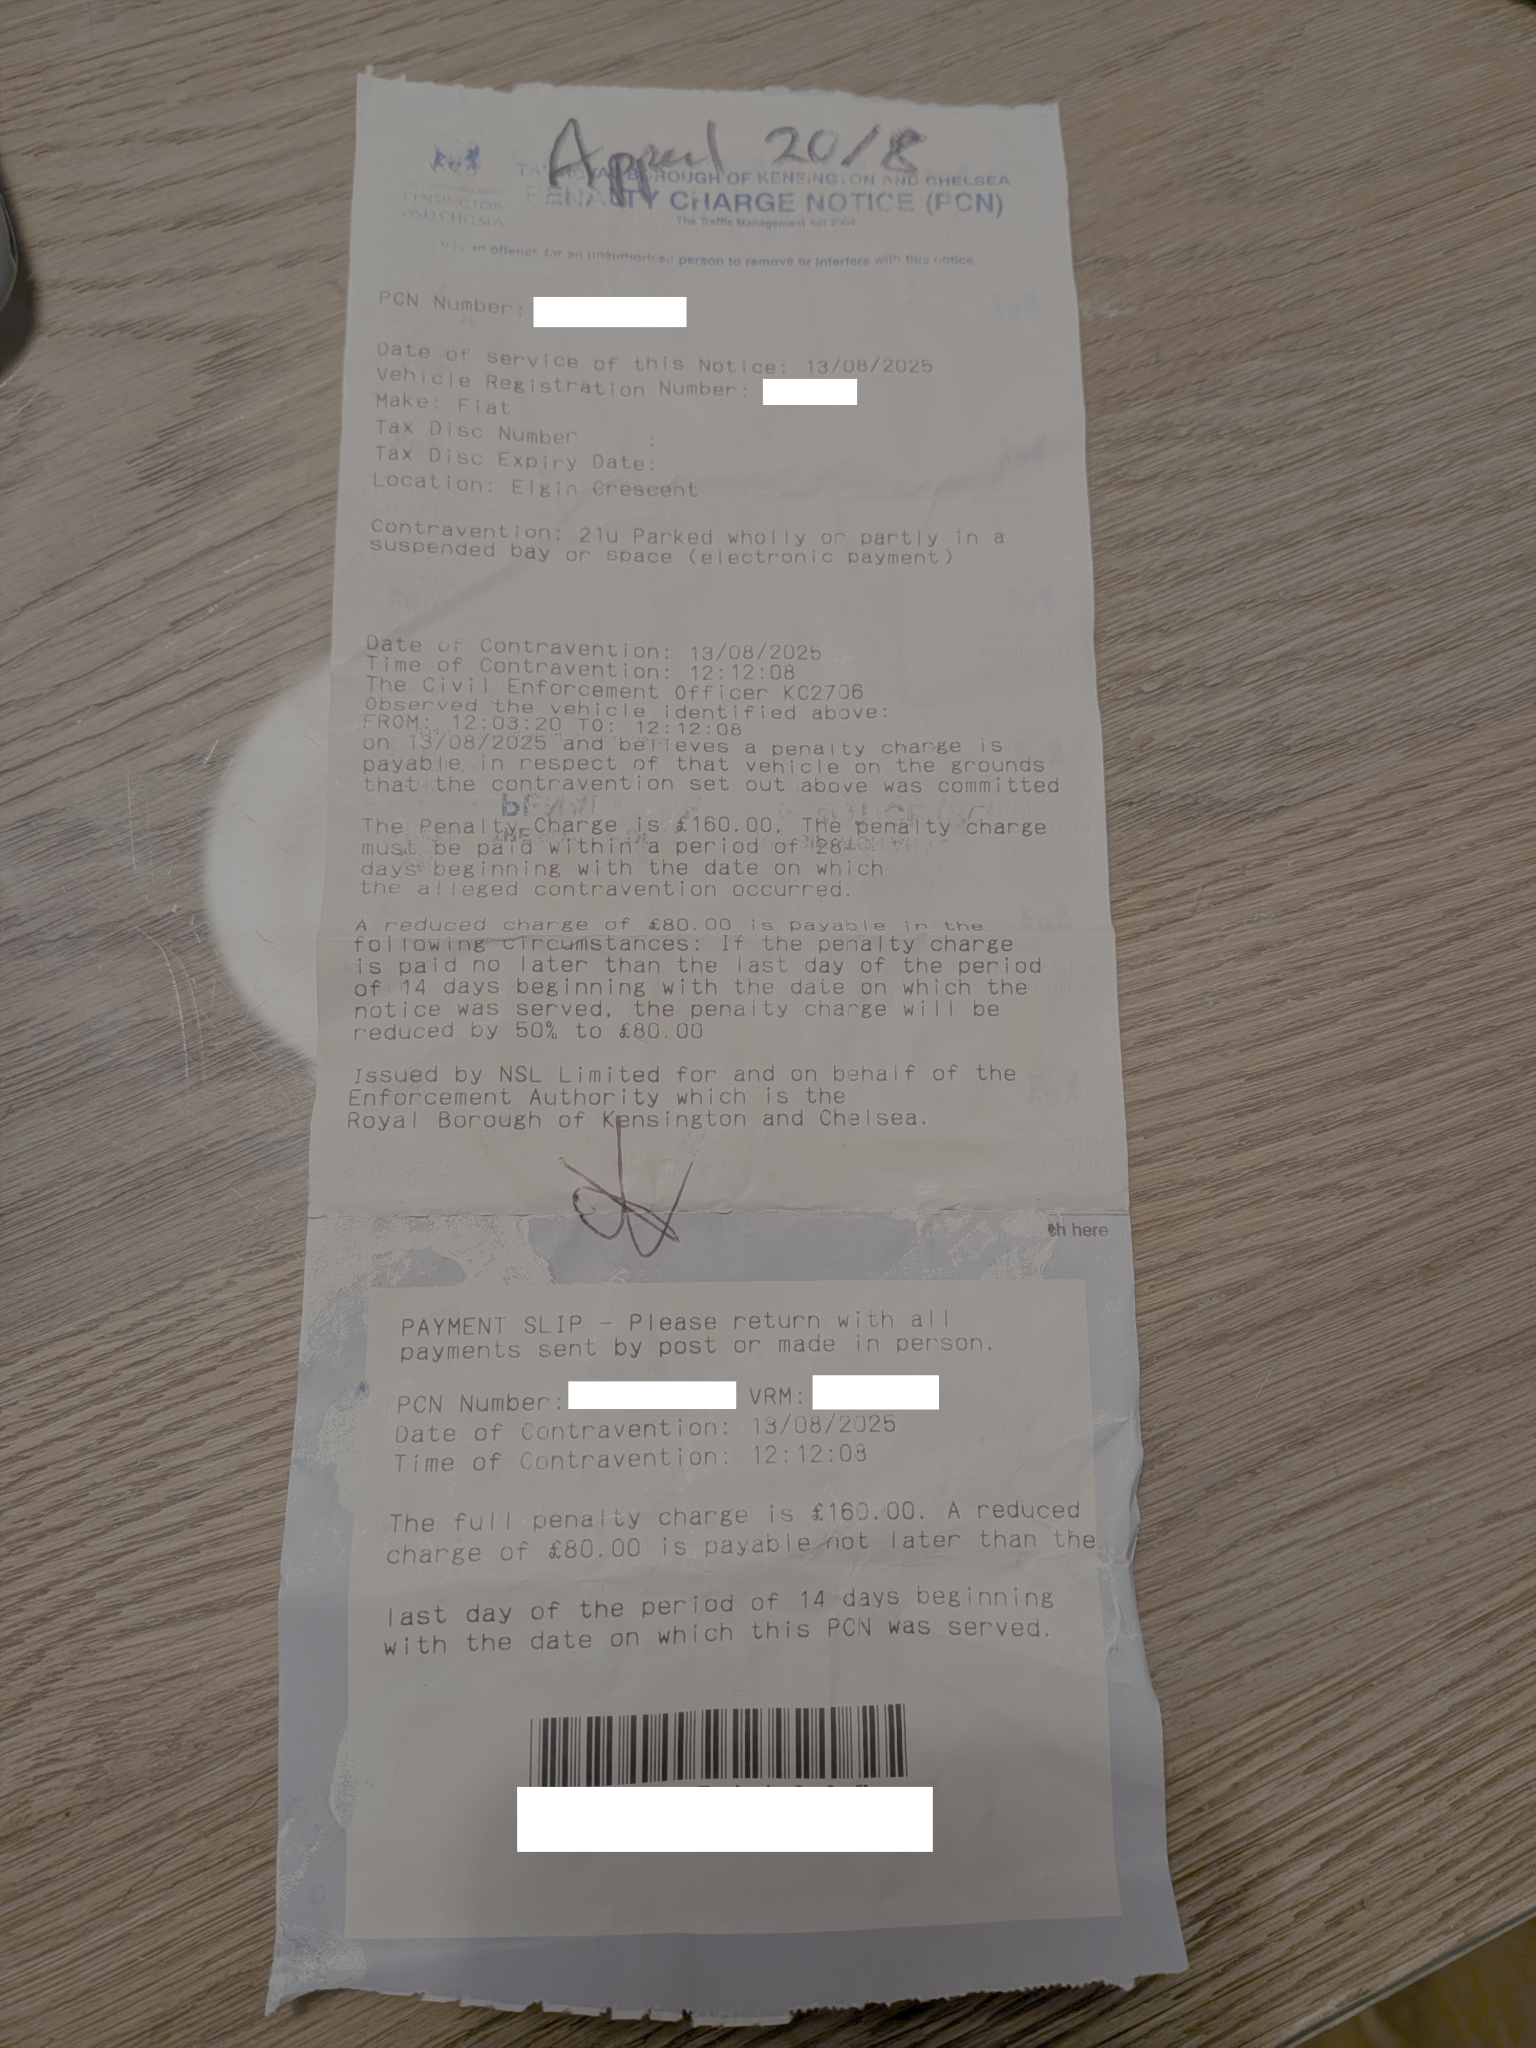 Appeal 20/8
THE ROYAL BOROUGH OF KENSINGTON AND CHELSEA
PENALTY CHARGE NOTICE (PCN)
The Traffic Management Act 2004
KENSINGTON
AND CHELSEA
It is an offence for an unauthorised person to remove or interfere with this notice.
PCN Number:
Date of service of this Notice: 13/08/2025
Vehicle Registration Number:
Make: Fiat
Tax Disc Number :
Tax Disc Expiry Date:
Location: Elgin Crescent
Contravention: 21u Parked wholly or partly in a
suspended bay or space (electronic payment)
Date of Contravention: 13/08/2025
Time of Contravention: 12:12:08
The Civil Enforcement Officer KC2706
Observed the vehicle identified above:
FROM: 12:03:20 TO: 12:12:08
on 13/08/2025 and believes a penalty charge is
payable in respect of that vehicle on the grounds
that the contravention set out above was committed
The Penalty Charge is £160.00. The penalty charge
must be paid within a period of 28
days beginning with the date on which
the alleged contravention occurred.
A reduced charge of £80.00 is payable in the
following circumstances: If the penalty charge
is paid no later than the last day of the period
of 14 days beginning with the date on which the
notice was served, the penalty charge will be
reduced by 50% to £80.00
Issued by NSL Limited for and on behalf of the
Enforcement Authority which is the
Royal Borough of Kensington and Chelsea.
here
PAYMENT SLIP - Please return with all
payments sent by post or made in person.
PCN Number: VRM:
Date of Contravention: 13/08/2025
Time of Contravention: 12:12:08
The full penalty charge is £160.00. A reduced
charge of £80.00 is payable not later than the
last day of the period of 14 days beginning
with the date on which this PCN was served.